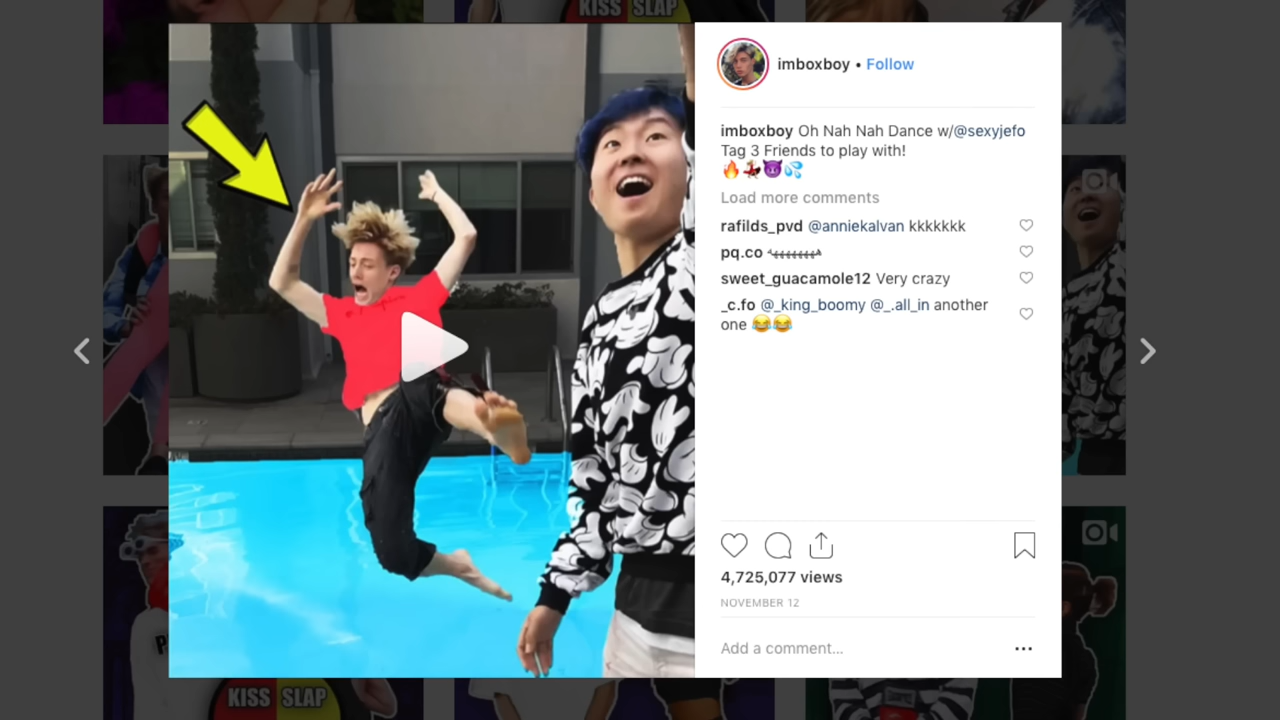 KISS SLAP
imboxboy • Follow
imboxboy Oh Nah Nah Dance w/@sexyjefo
Tag 3 Friends to play with!
🔥💃😈💦
Load more comments
rafilds_pvd @anniekalvan kkkkkkk
pq.co
sweet_guacamole12 Very crazy
_c.fo @_king_boomy @_.all_in another
one 😂😂
4,725,077 views
NOVEMBER 12
Add a comment...
KISS SLAP